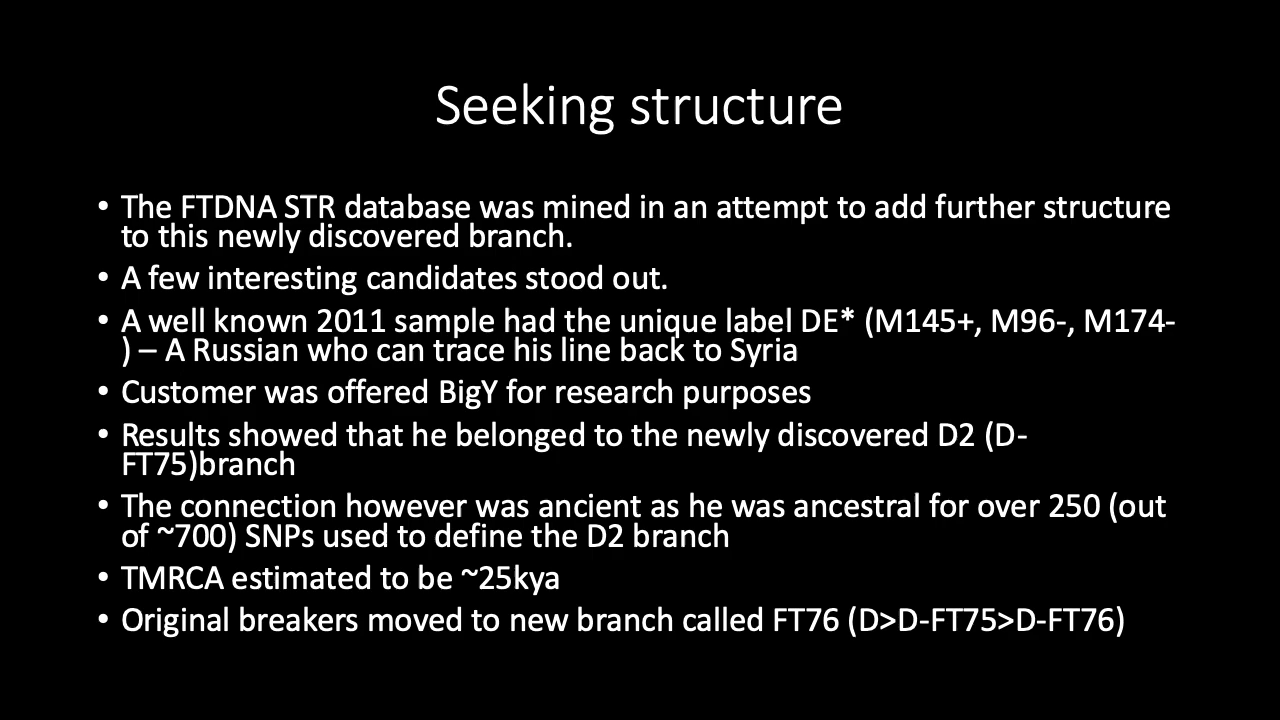 Seeking structure
• The FTDNA STR database was mined in an attempt to add further structure
to this newly discovered branch.
• A few interesting candidates stood out.
• A well known 2011 sample had the unique label DE* (M145+, M96-, M174-
) – A Russian who can trace his line back to Syria
• Customer was offered BigY for research purposes
• Results showed that he belonged to the newly discovered D2 (D-
FT75)branch
• The connection however was ancient as he was ancestral for over 250 (out
of ~700) SNPs used to define the D2 branch
• TMRCA estimated to be ~25kya
• Original breakers moved to new branch called FT76 (D>D-FT75>D-FT76)